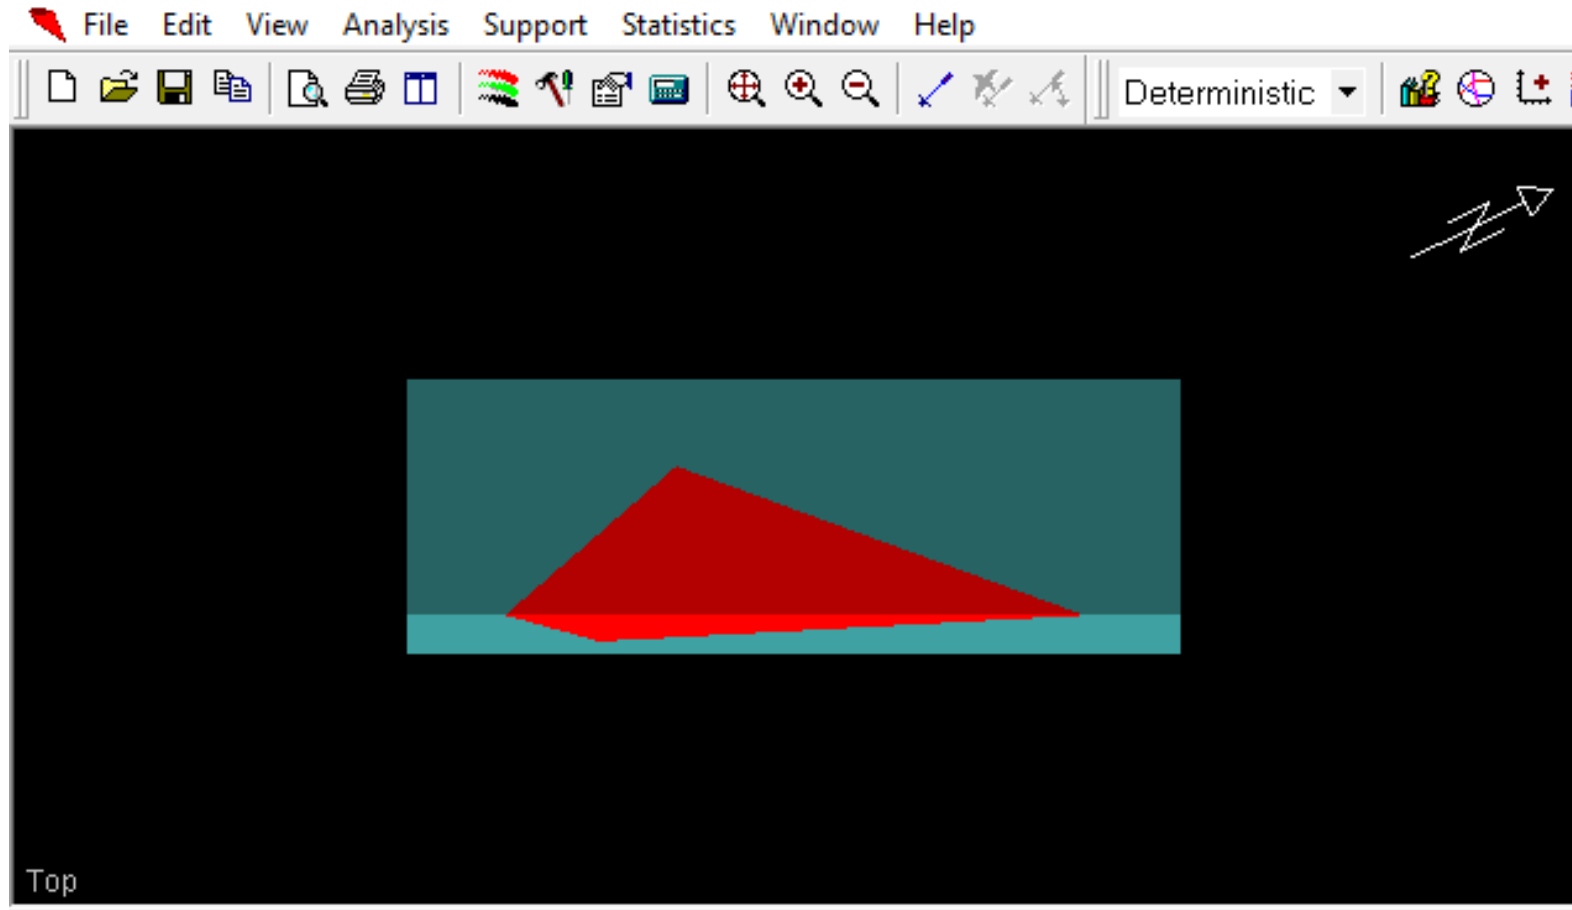 File Edit View Analysis Support Statistics Window Help
Deterministic
Top